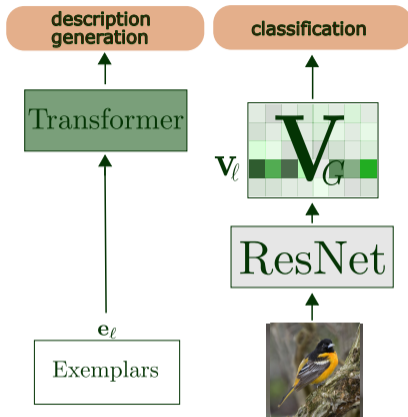 description
generation
classification
Transformer
V_G
v_ℓ
ResNet
e_ℓ
Exemplars